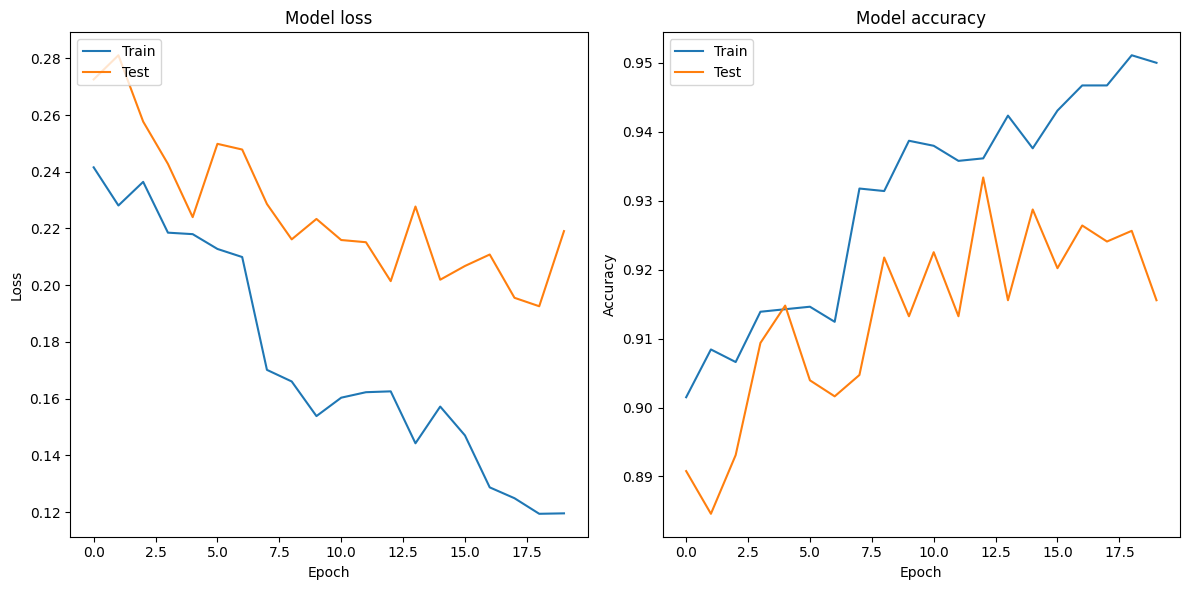 Model loss
Train
Test
0.28
0.26
0.24
0.22
0.20
0.18
0.16
0.14
0.12
Loss
0.0 2.5 5.0 7.5 10.0 12.5 15.0 17.5
Epoch
Model accuracy
Train
Test
0.95
0.94
0.93
0.92
0.91
0.90
0.89
Accuracy
0.0 2.5 5.0 7.5 10.0 12.5 15.0 17.5
Epoch